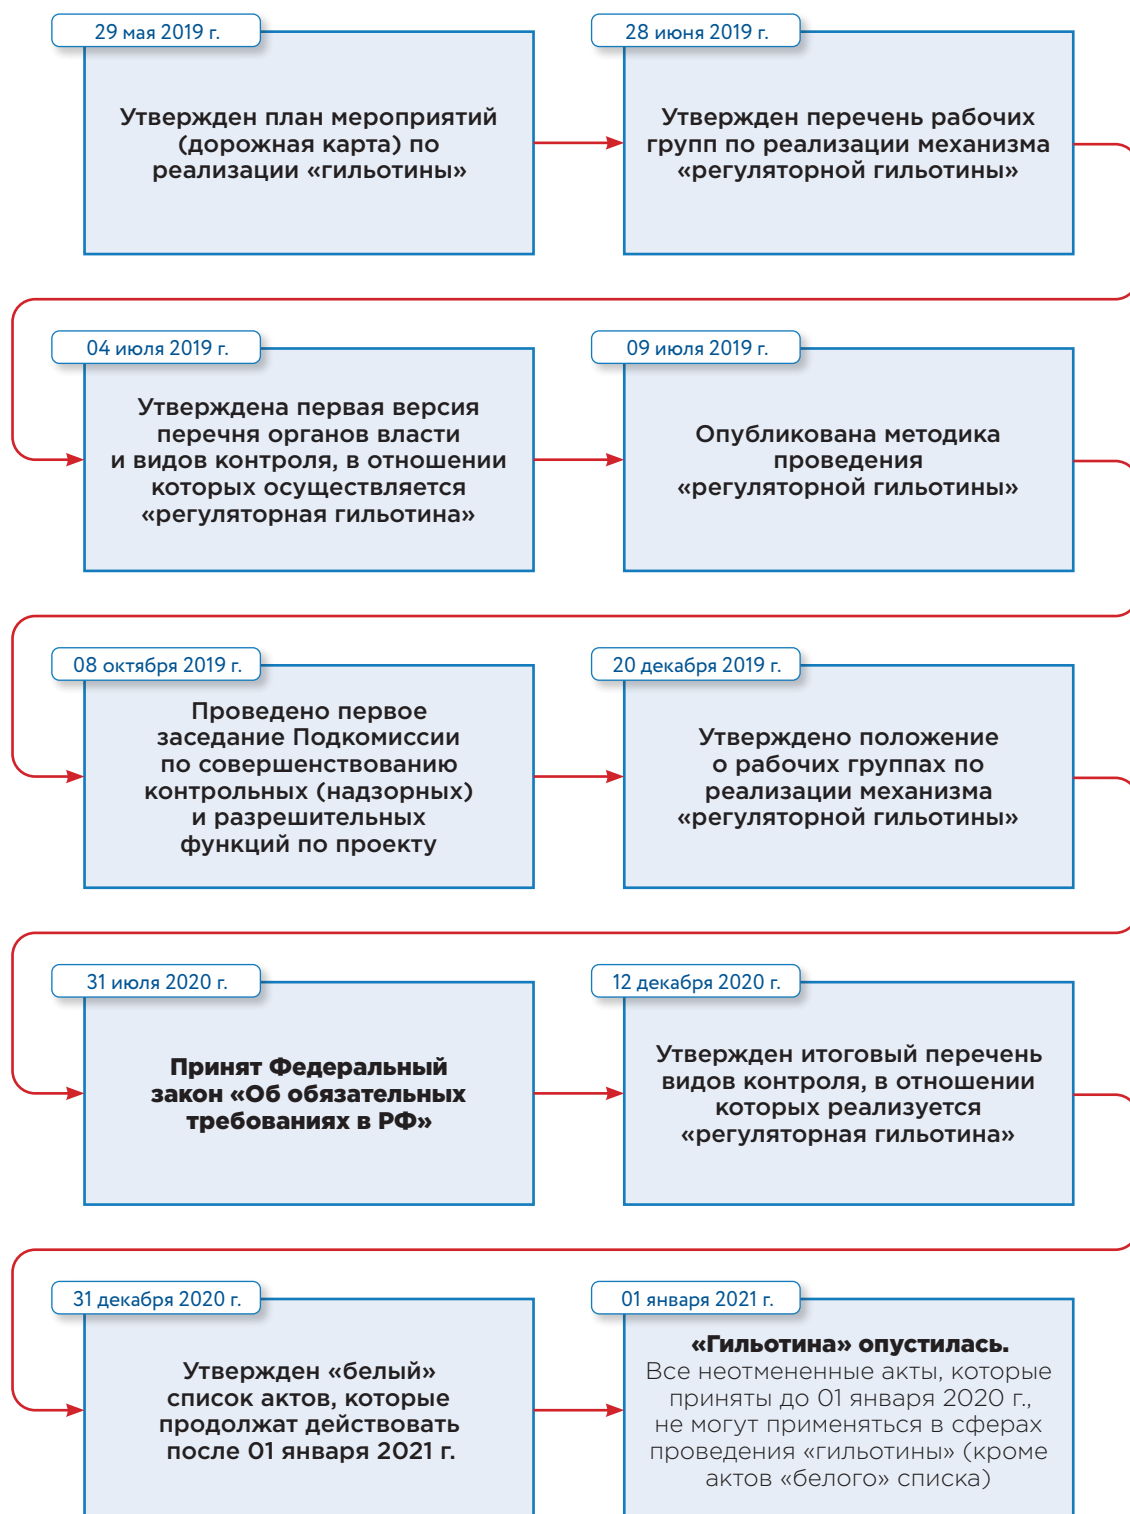 29 мая 2019 г.
Утвержден план мероприятий
(дорожная карта) по
реализации «гильотины»
28 июня 2019 г.
Утвержден перечень рабочих
групп по реализации механизма
«регуляторной гильотины»
04 июля 2019 г.
Утверждена первая версия
перечня органов власти
и видов контроля, в отношении
которых осуществляется
«регуляторная гильотина»
09 июля 2019 г.
Опубликована методика
проведения
«регуляторной гильотины»
08 октября 2019 г.
Проведено первое
заседание Подкомиссии
по совершенствованию
контрольных (надзорных)
и разрешительных
функций по проекту
20 декабря 2019 г.
Утверждено положение
о рабочих группах по
реализации механизма
«регуляторной гильотины»
31 июля 2020 г.
Принят Федеральный
закон «Об обязательных
требованиях в РФ»
12 декабря 2020 г.
Утвержден итоговый перечень
видов контроля, в отношении
которых реализуется
«регуляторная гильотина»
31 декабря 2020 г.
Утвержден «белый»
список актов, которые
продолжат действовать
после 01 января 2021 г.
01 января 2021 г.
«Гильотина» опустилась.
Все неотмененные акты, которые
приняты до 01 января 2020 г.,
не могут применяться в сферах
проведения «гильотины» (кроме
актов «белого» списка)